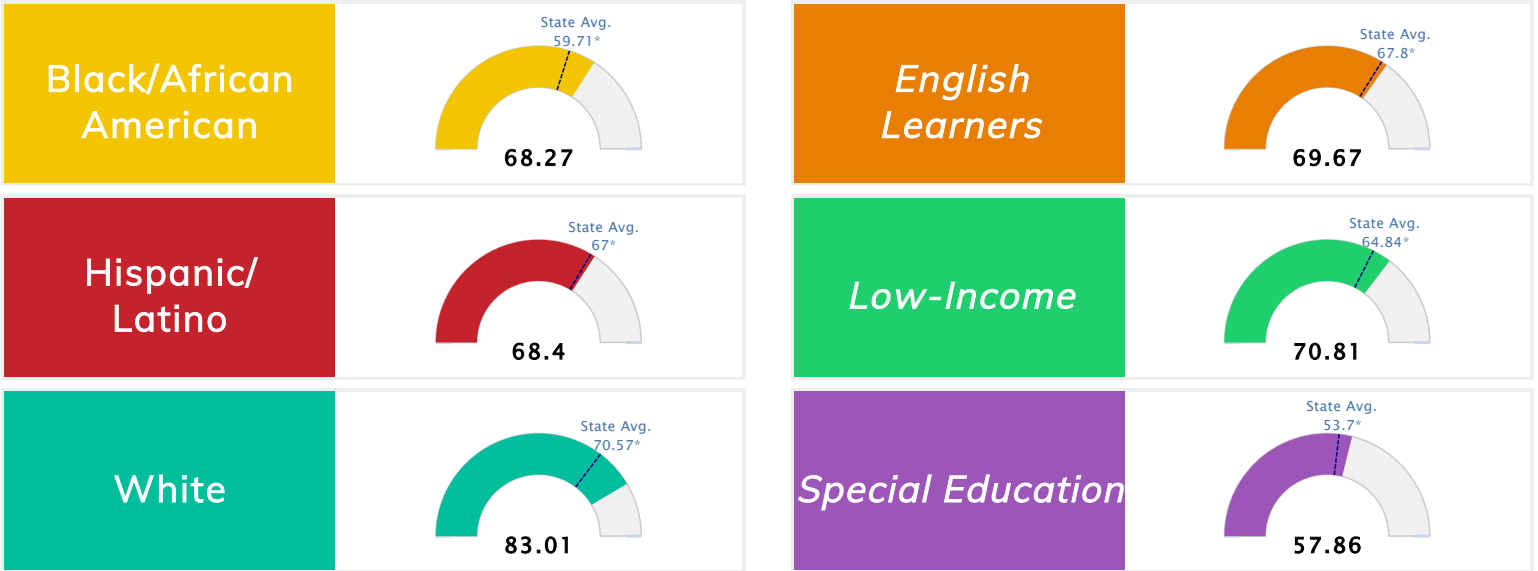 Black/African
American
State Avg.
59.71*
68.27
English
Learners
State Avg.
67.8*
69.67
Hispanic/
Latino
State Avg.
67*
68.4
Low-Income
State Avg.
64.84*
70.81
White
State Avg.
70.57*
83.01
Special Education
State Avg.
53.7*
57.86